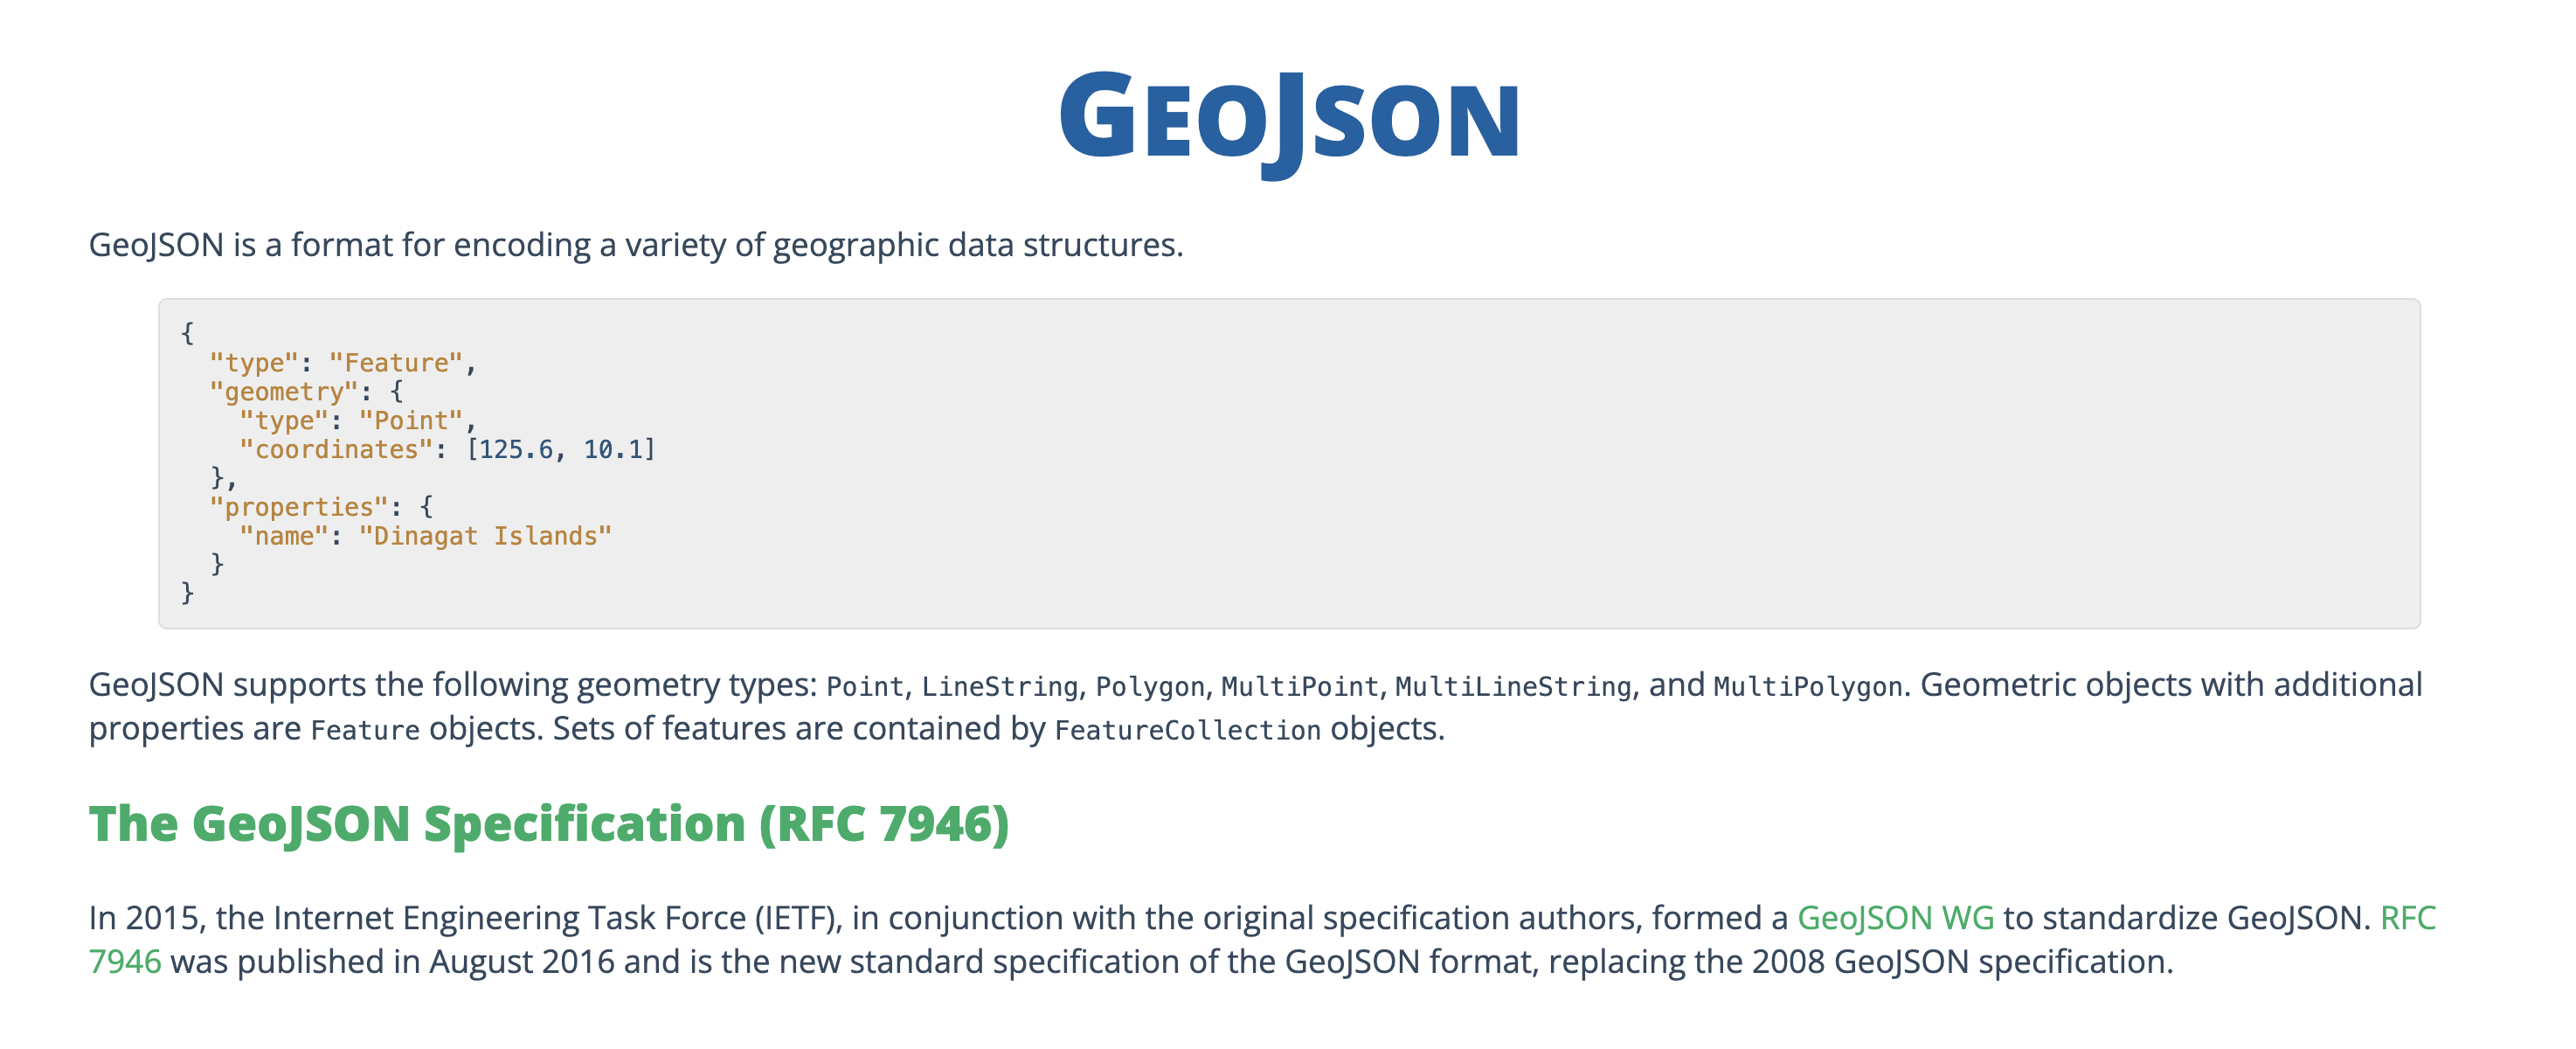 GEOJSON
GeoJSON is a format for encoding a variety of geographic data structures.
{
  "type": "Feature",
  "geometry": {
    "type": "Point",
    "coordinates": [125.6, 10.1]
  },
  "properties": {
    "name": "Dinagat Islands"
  }
}
GeoJSON supports the following geometry types: Point, LineString, Polygon, MultiPoint, MultiLineString, and MultiPolygon. Geometric objects with additional
properties are Feature objects. Sets of features are contained by FeatureCollection objects.
The GeoJSON Specification (RFC 7946)
In 2015, the Internet Engineering Task Force (IETF), in conjunction with the original specification authors, formed a GeoJSON WG to standardize GeoJSON. RFC
7946 was published in August 2016 and is the new standard specification of the GeoJSON format, replacing the 2008 GeoJSON specification.